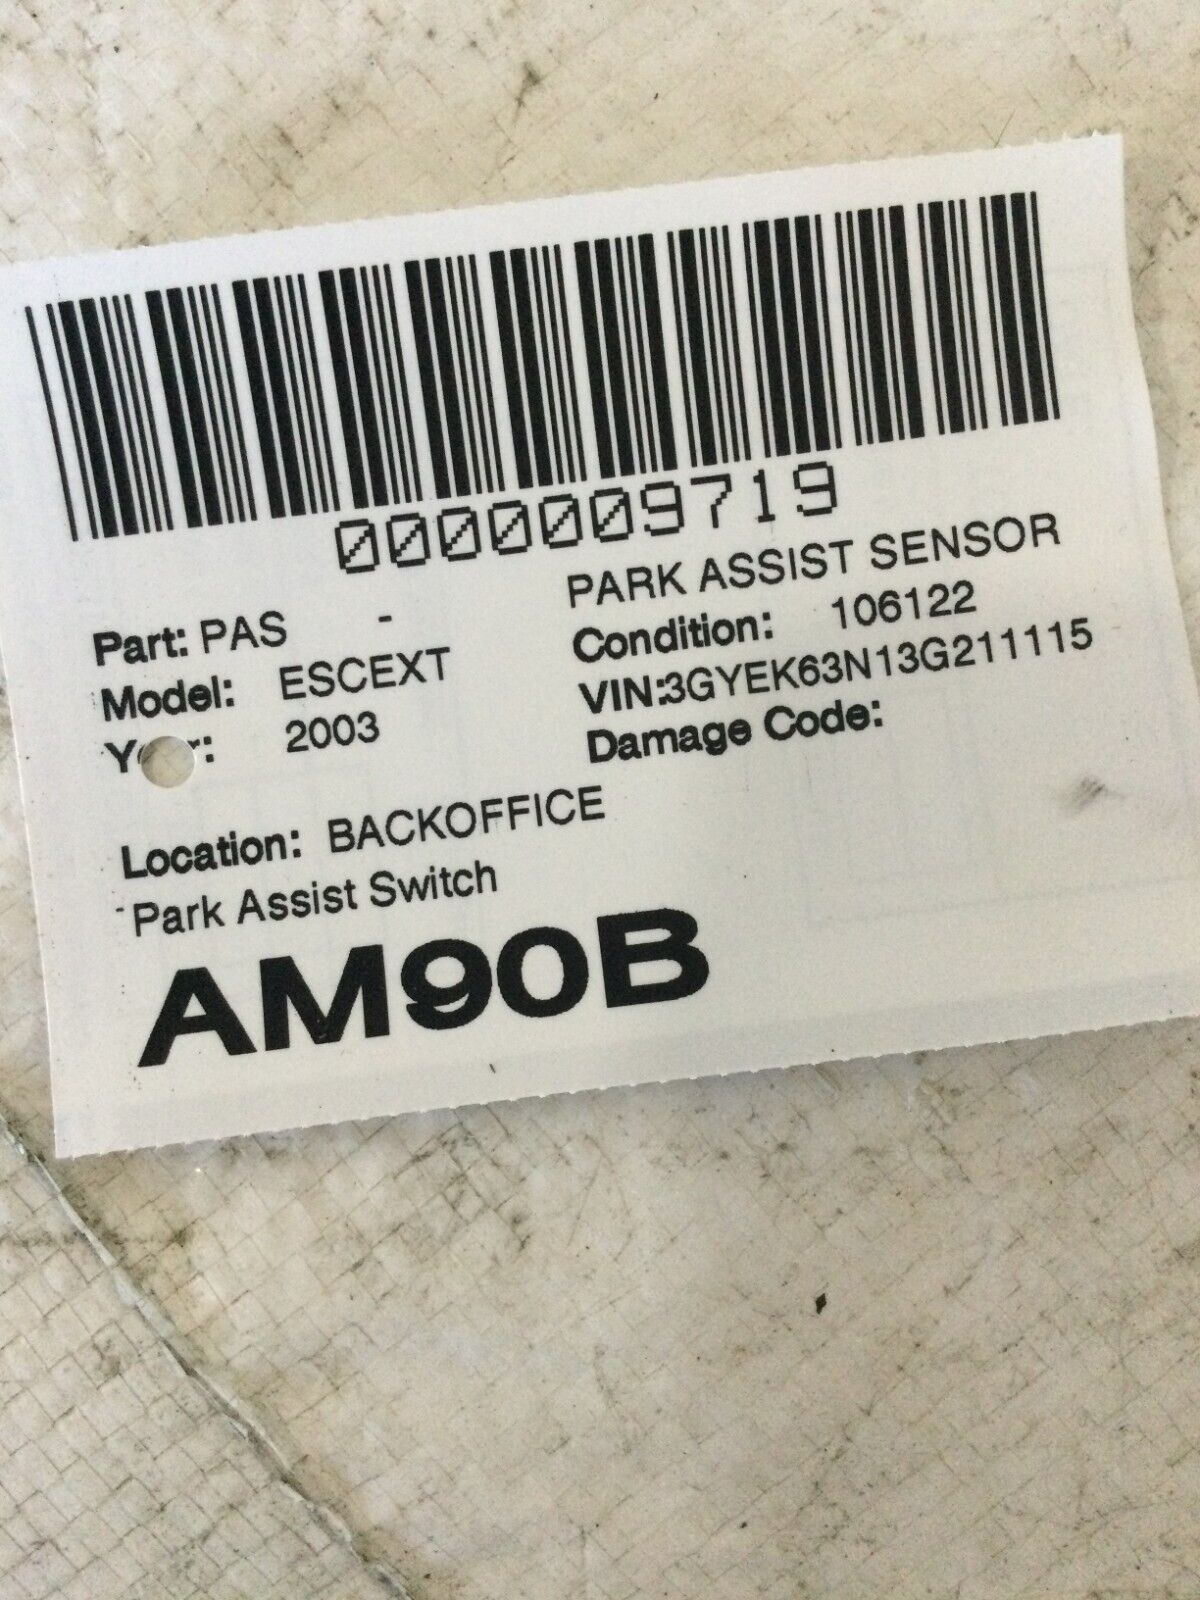 0000009719
Part: PAS - PARK ASSIST SENSOR
Model: ESCEXT Condition: 106122
Year: 2003 VIN:3GYEK63N13G211115
Damage Code:
Location: BACKOFFICE
-Park Assist Switch
AM90B